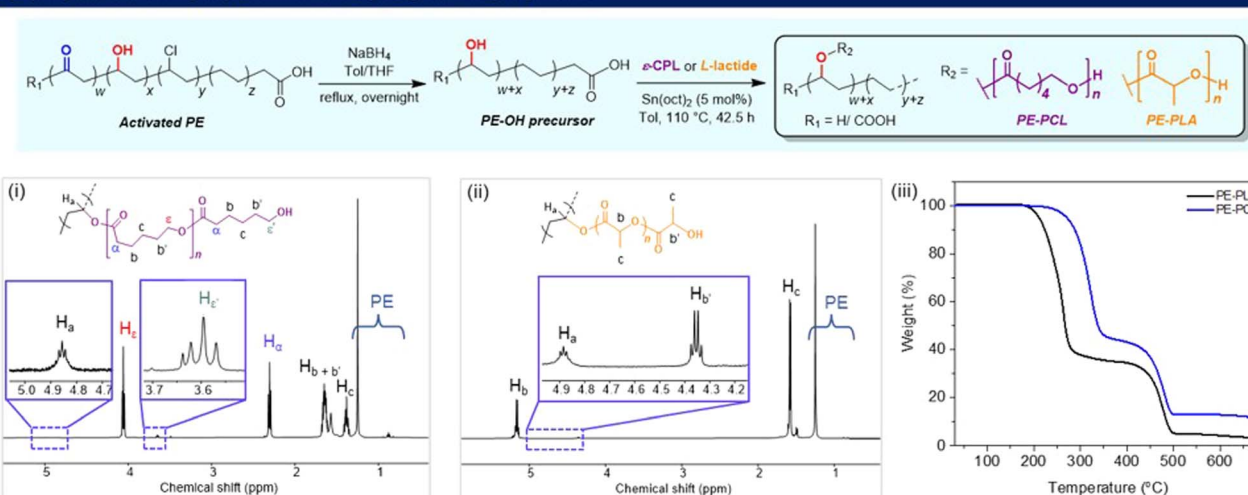 O OH Cl
R1 w x y z OH
O
Activated PE
NaBH4
Tol/THF
reflux, overnight
OH
R1 w+x y+z OH
O
PE-OH precursor
ε-CPL or L-lactide
Sn(oct)2 (5 mol%)
Tol, 110 °C, 42.5 h
O R2
R1 w+x y+z
R1 = H/ COOH
R2 =
O 4 O H n
PE-PCL
O O H n
PE-PLA
(i)
Ha
O O c ε O O b b' OH
α b b' n α c ε'
Ha
5.0 4.9 4.8 4.7
Hε
Hε'
3.7 3.6
Hα
Hb + b'
Hc
PE
5 4 3 2 1
Chemical shift (ppm)
(ii)
Ha
O O b O c OH
c n O b'
Ha
Hb'
4.9 4.8 4.7 4.6 4.5 4.4 4.3 4.2
Hb
Hc
PE
5 4 3 2 1
Chemical shift (ppm)
(iii)
PE-PL
PE-PC
100
80
60
40
20
0
Weight (%)
100 200 300 400 500 600
Temperature (ºC)